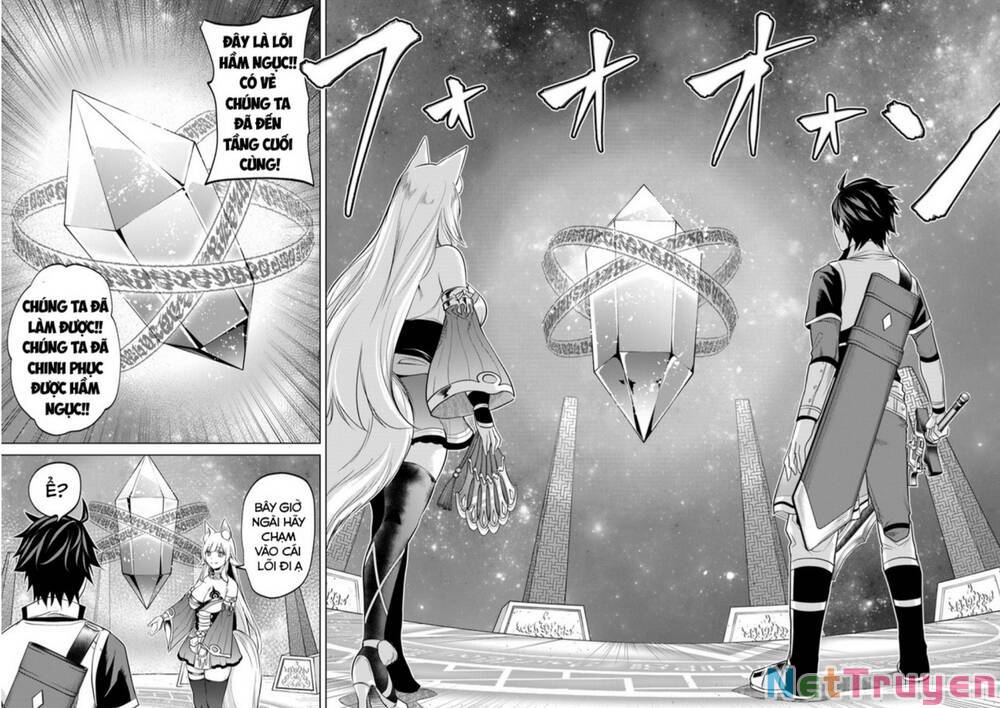 フォオオォン
ĐÂY LÀ LÕI
HẦM NGỤC!!
CÓ VẺ
CHÚNG TA
ĐÃ ĐẾN
TẦNG CUỐI
CÙNG!
CHÚNG TA ĐÃ
LÀM ĐƯỢC!!
CHÚNG TA ĐÃ
CHINH PHỤC
ĐƯỢC HẦM
NGỤC!!
Ể?
BÂY GIỜ
NGÀI HÃY
CHẠM
VÀO CÁI
LÕI ĐI Ạ
NetTruyen